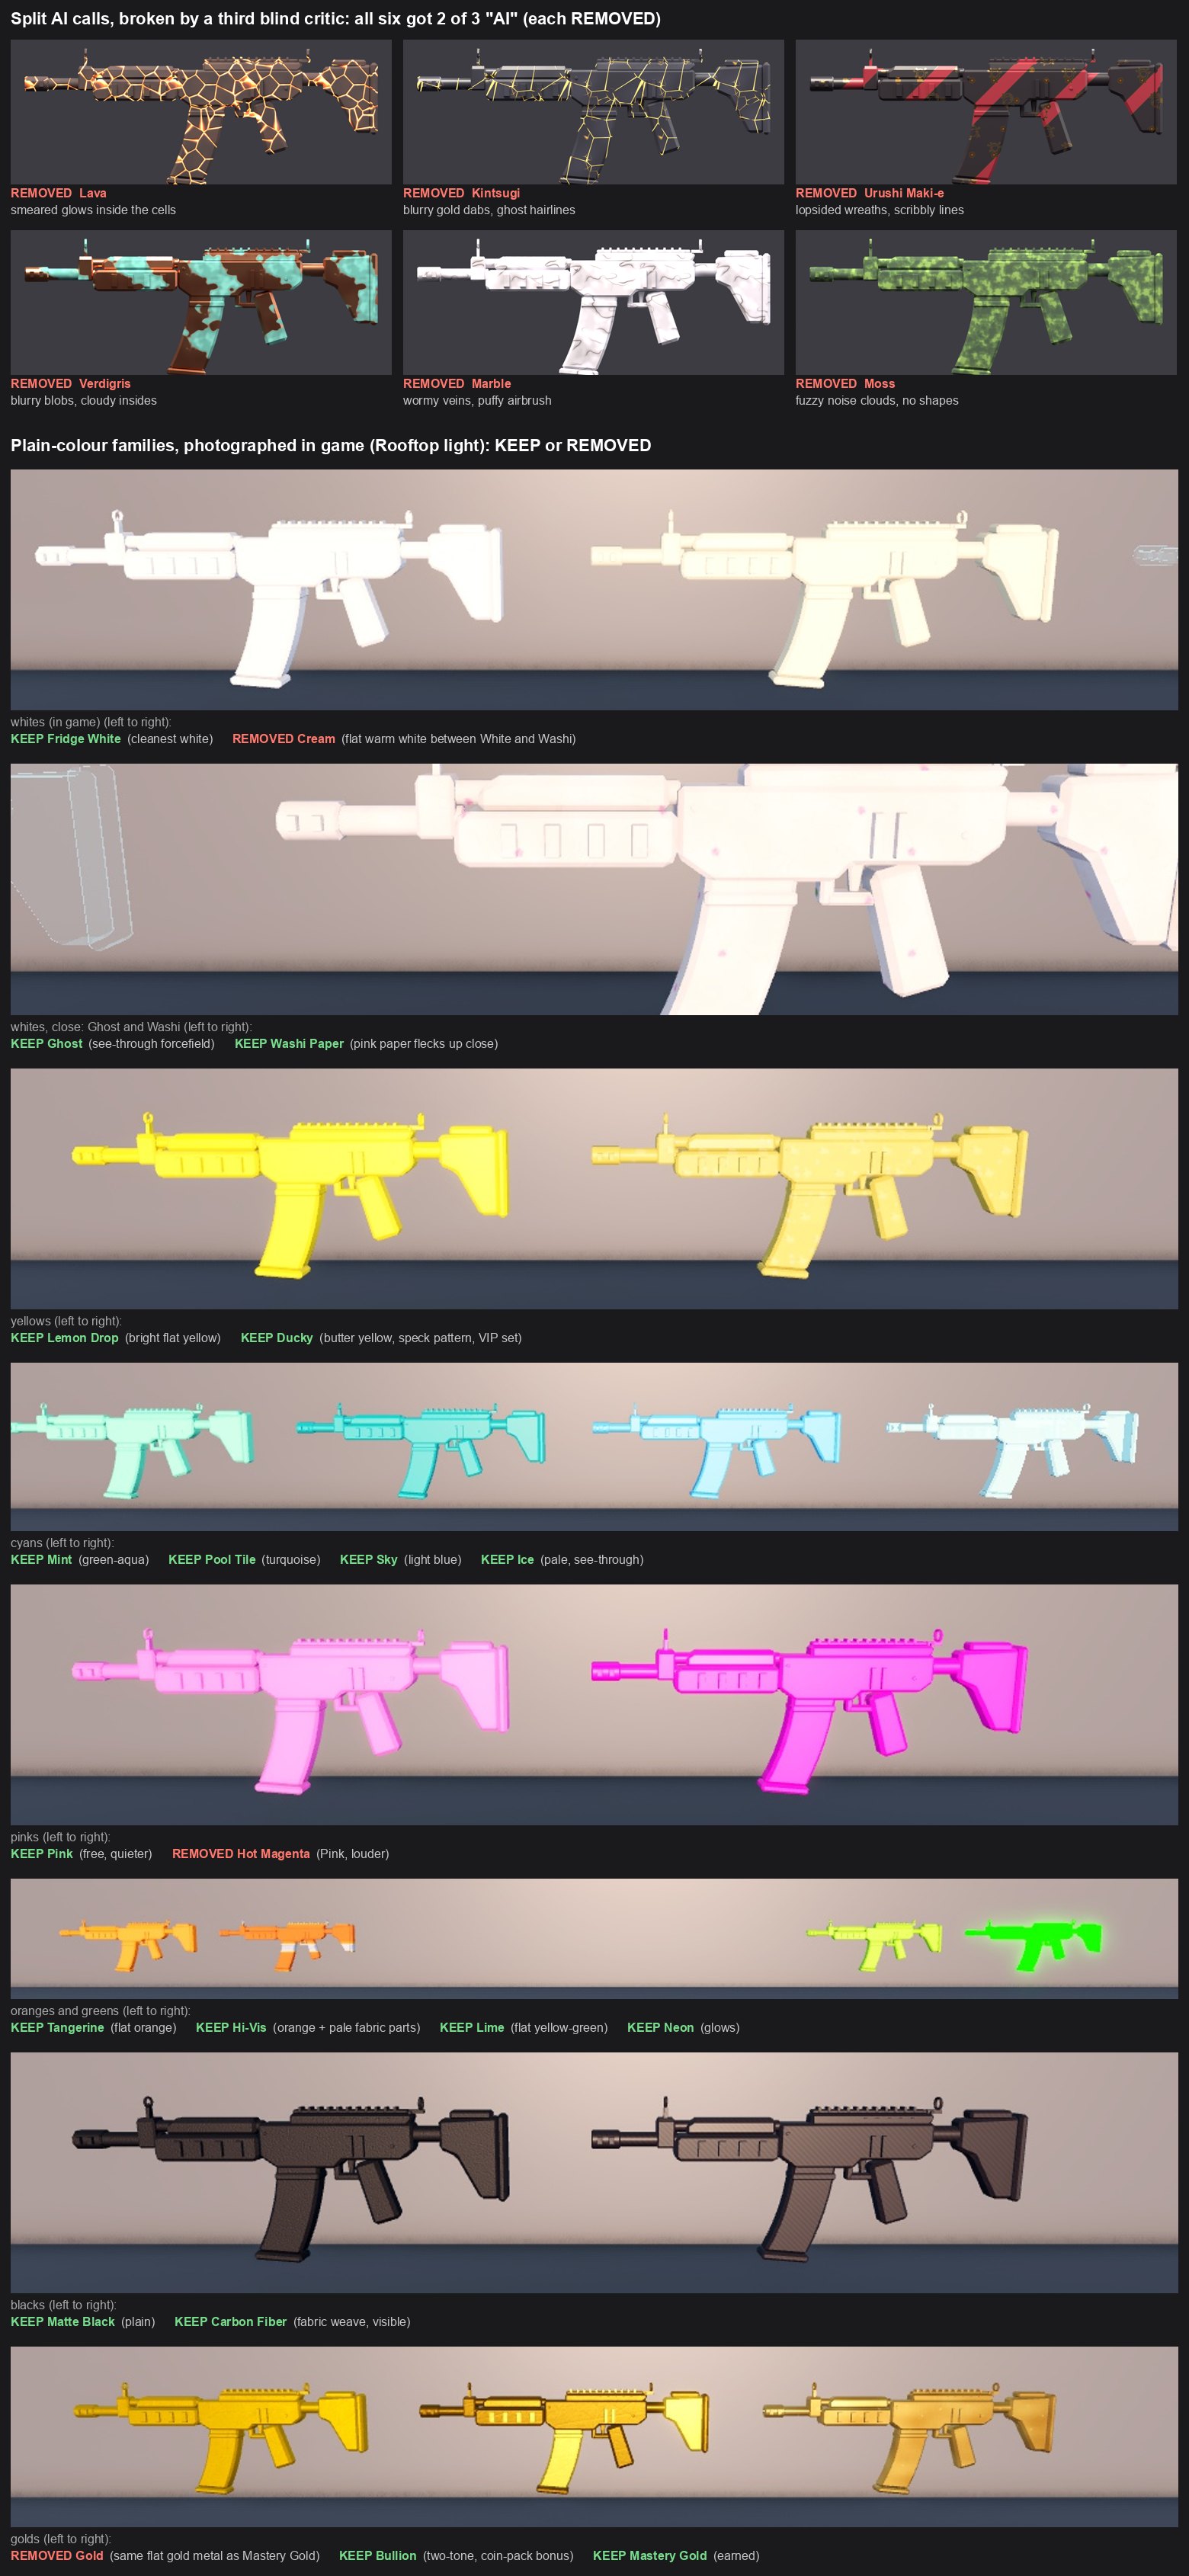 Split AI calls, broken by a third blind critic: all six got 2 of 3 "AI" (each REMOVED)
REMOVED Lava
smeared glows inside the cells
REMOVED Kintsugi
blurry gold dabs, ghost hairlines
REMOVED Urushi Maki-e
lopsided wreaths, scribbly lines
REMOVED Verdigris
blurry blobs, cloudy insides
REMOVED Marble
wormy veins, puffy airbrush
REMOVED Moss
fuzzy noise clouds, no shapes
Plain-colour families, photographed in game (Rooftop light): KEEP or REMOVED
whites (in game) (left to right):
KEEP Fridge White (cleanest white) REMOVED Cream (flat warm white between White and Washi)
whites, close: Ghost and Washi (left to right):
KEEP Ghost (see-through forcefield) KEEP Washi Paper (pink paper flecks up close)
yellows (left to right):
KEEP Lemon Drop (bright flat yellow) KEEP Ducky (butter yellow, speck pattern, VIP set)
cyans (left to right):
KEEP Mint (green-aqua) KEEP Pool Tile (turquoise) KEEP Sky (light blue) KEEP Ice (pale, see-through)
pinks (left to right):
KEEP Pink (free, quieter) REMOVED Hot Magenta (Pink, louder)
oranges and greens (left to right):
KEEP Tangerine (flat orange) KEEP Hi-Vis (orange + pale fabric parts) KEEP Lime (flat yellow-green) KEEP Neon (glows)
blacks (left to right):
KEEP Matte Black (plain) KEEP Carbon Fiber (fabric weave, visible)
golds (left to right):
REMOVED Gold (same flat gold metal as Mastery Gold) KEEP Bullion (two-tone, coin-pack bonus) KEEP Mastery Gold (earned)